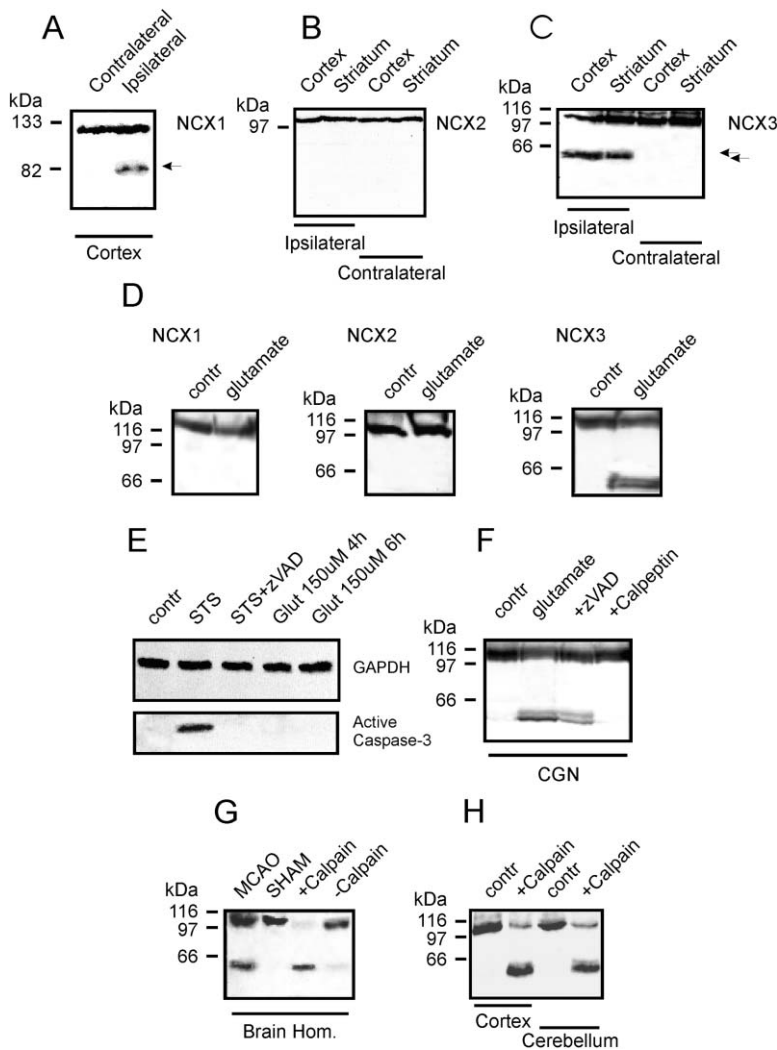 A
Contralateral
Ipsilateral
kDa
133
82
NCX1
Cortex
B
Cortex
Striatum
Cortex
Striatum
kDa
97
NCX2
Ipsilateral
Contralateral
C
Cortex
Striatum
Cortex
Striatum
kDa
116
97
66
NCX3
Ipsilateral
Contralateral
D
NCX1
contr
glutamate
kDa
116
97
66
NCX2
contr
glutamate
kDa
116
97
66
NCX3
contr
glutamate
kDa
116
97
66
E
contr
STS
STS+zVAD
Glut 150uM 4h
Glut 150uM 6h
GAPDH
Active
Caspase-3
F
contr
glutamate
+zVAD
+Calpeptin
kDa
116
97
66
CGN
G
MCAO
SHAM
+Calpain
-Calpain
kDa
116
97
66
Brain Hom.
H
contr
+Calpain
contr
+Calpain
kDa
116
97
66
Cortex
Cerebellum